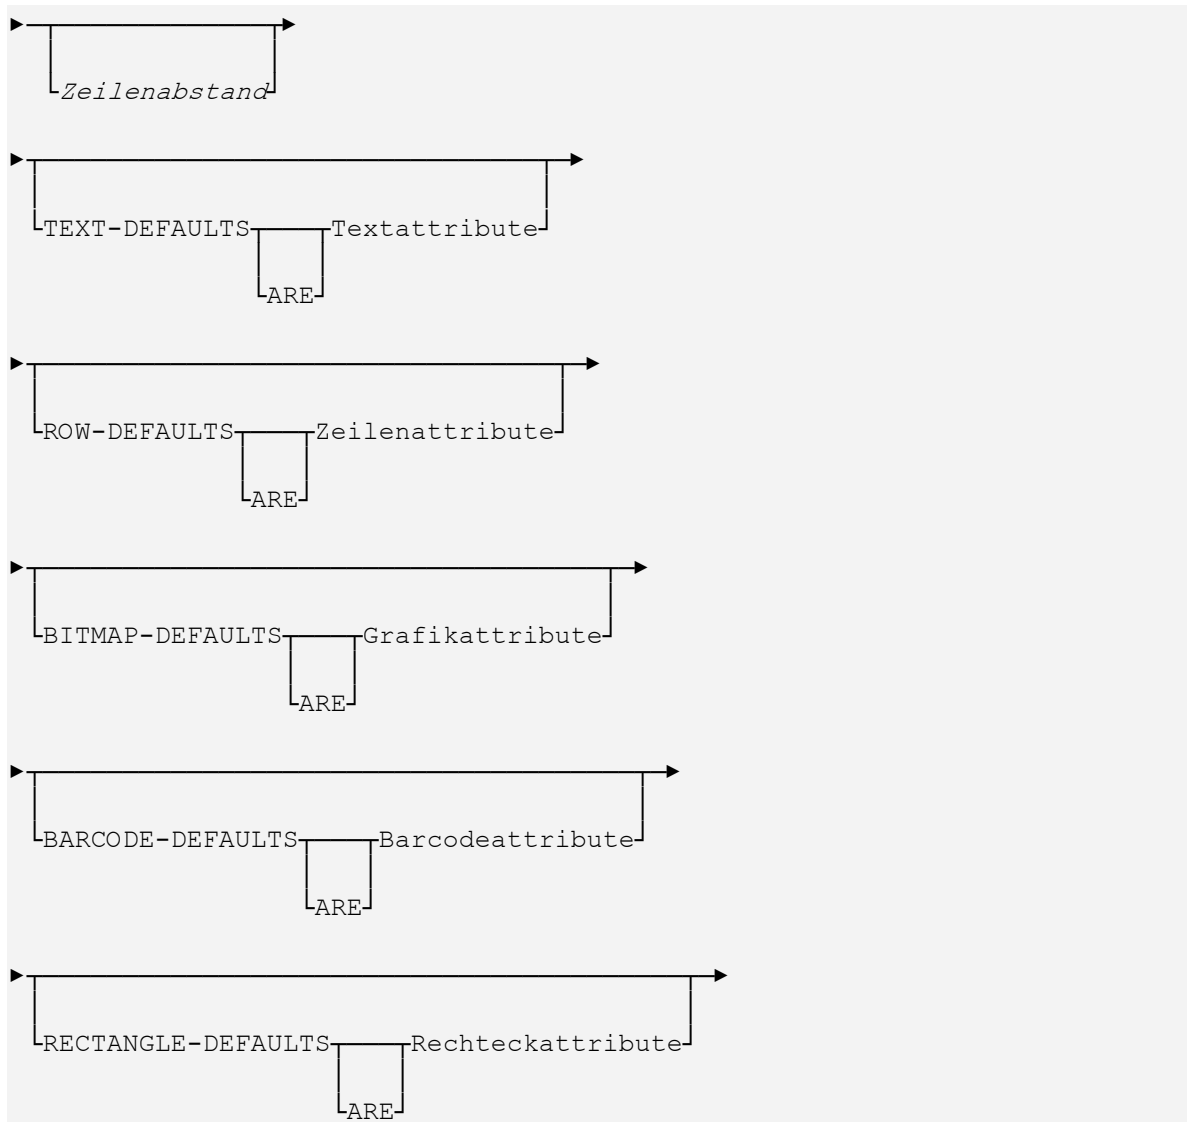 Zeilenabstand
TEXT-DEFAULTS Textattribute
ARE
ROW-DEFAULTS Zeilenattribute
ARE
BITMAP-DEFAULTS Grafikattribute
ARE
BARCODE-DEFAULTS Barcodeattribute
ARE
RECTANGLE-DEFAULTS Rechteckattribute
ARE